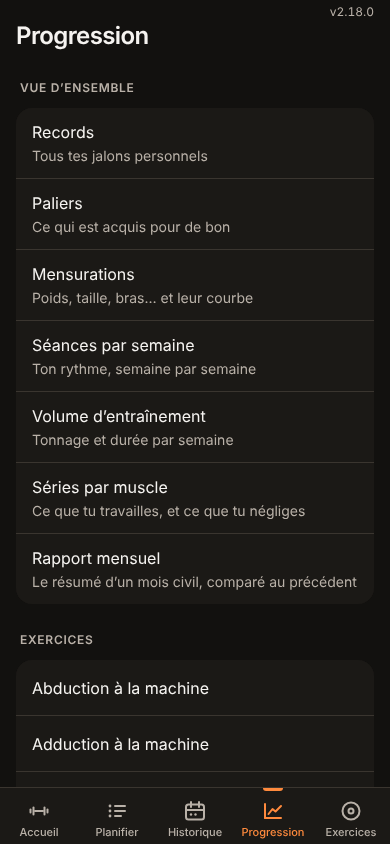 v2.18.0
Progression
VUE D’ENSEMBLE
Records
Tous tes jalons personnels
Paliers
Ce qui est acquis pour de bon
Mensurations
Poids, taille, bras… et leur courbe
Séances par semaine
Ton rythme, semaine par semaine
Volume d’entraînement
Tonnage et durée par semaine
Séries par muscle
Ce que tu travailles, et ce que tu négliges
Rapport mensuel
Le résumé d’un mois civil, comparé au précédent
EXERCICES
Abduction à la machine
Adduction à la machine
Accueil Planifier Historique Progression Exercices